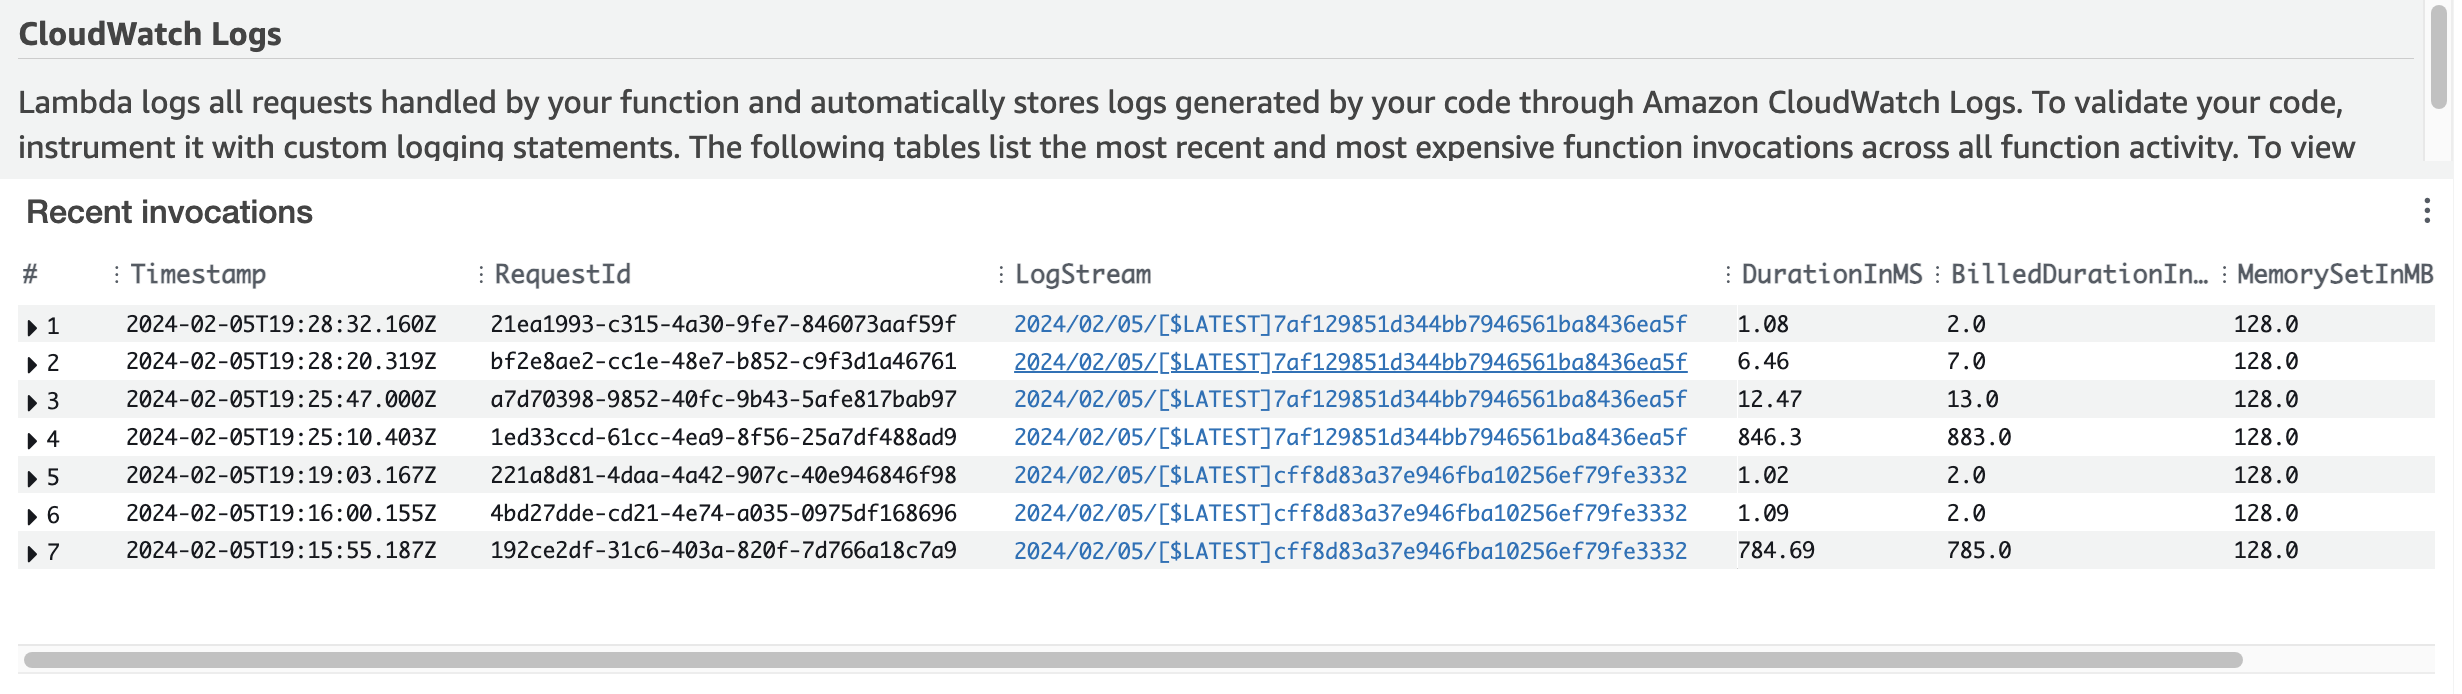 CloudWatch Logs
Lambda logs all requests handled by your function and automatically stores logs generated by your code through Amazon CloudWatch Logs. To validate your code,
instrument it with custom logging statements. The following tables list the most recent and most expensive function invocations across all function activity. To view
Recent invocations
# Timestamp RequestId LogStream DurationInMS BilledDurationIn… MemorySetInMB
1 2024-02-05T19:28:32.160Z 21ea1993-c315-4a30-9fe7-846073aaf59f 2024/02/05/[$LATEST]7af129851d344bb7946561ba8436ea5f 1.08 2.0 128.0
2 2024-02-05T19:28:20.319Z bf2e8ae2-cc1e-48e7-b852-c9f3d1a46761 2024/02/05/[$LATEST]7af129851d344bb7946561ba8436ea5f 6.46 7.0 128.0
3 2024-02-05T19:25:47.000Z a7d70398-9852-40fc-9b43-5afe817bab97 2024/02/05/[$LATEST]7af129851d344bb7946561ba8436ea5f 12.47 13.0 128.0
4 2024-02-05T19:25:10.403Z 1ed33ccd-61cc-4ea9-8f56-25a7df488ad9 2024/02/05/[$LATEST]7af129851d344bb7946561ba8436ea5f 846.3 883.0 128.0
5 2024-02-05T19:19:03.167Z 221a8d81-4daa-4a42-907c-40e946846f98 2024/02/05/[$LATEST]cff8d83a37e946fba10256ef79fe3332 1.02 2.0 128.0
6 2024-02-05T19:16:00.155Z 4bd27dde-cd21-4e74-a035-0975df168696 2024/02/05/[$LATEST]cff8d83a37e946fba10256ef79fe3332 1.09 2.0 128.0
7 2024-02-05T19:15:55.187Z 192ce2df-31c6-403a-820f-7d766a18c7a9 2024/02/05/[$LATEST]cff8d83a37e946fba10256ef79fe3332 784.69 785.0 128.0